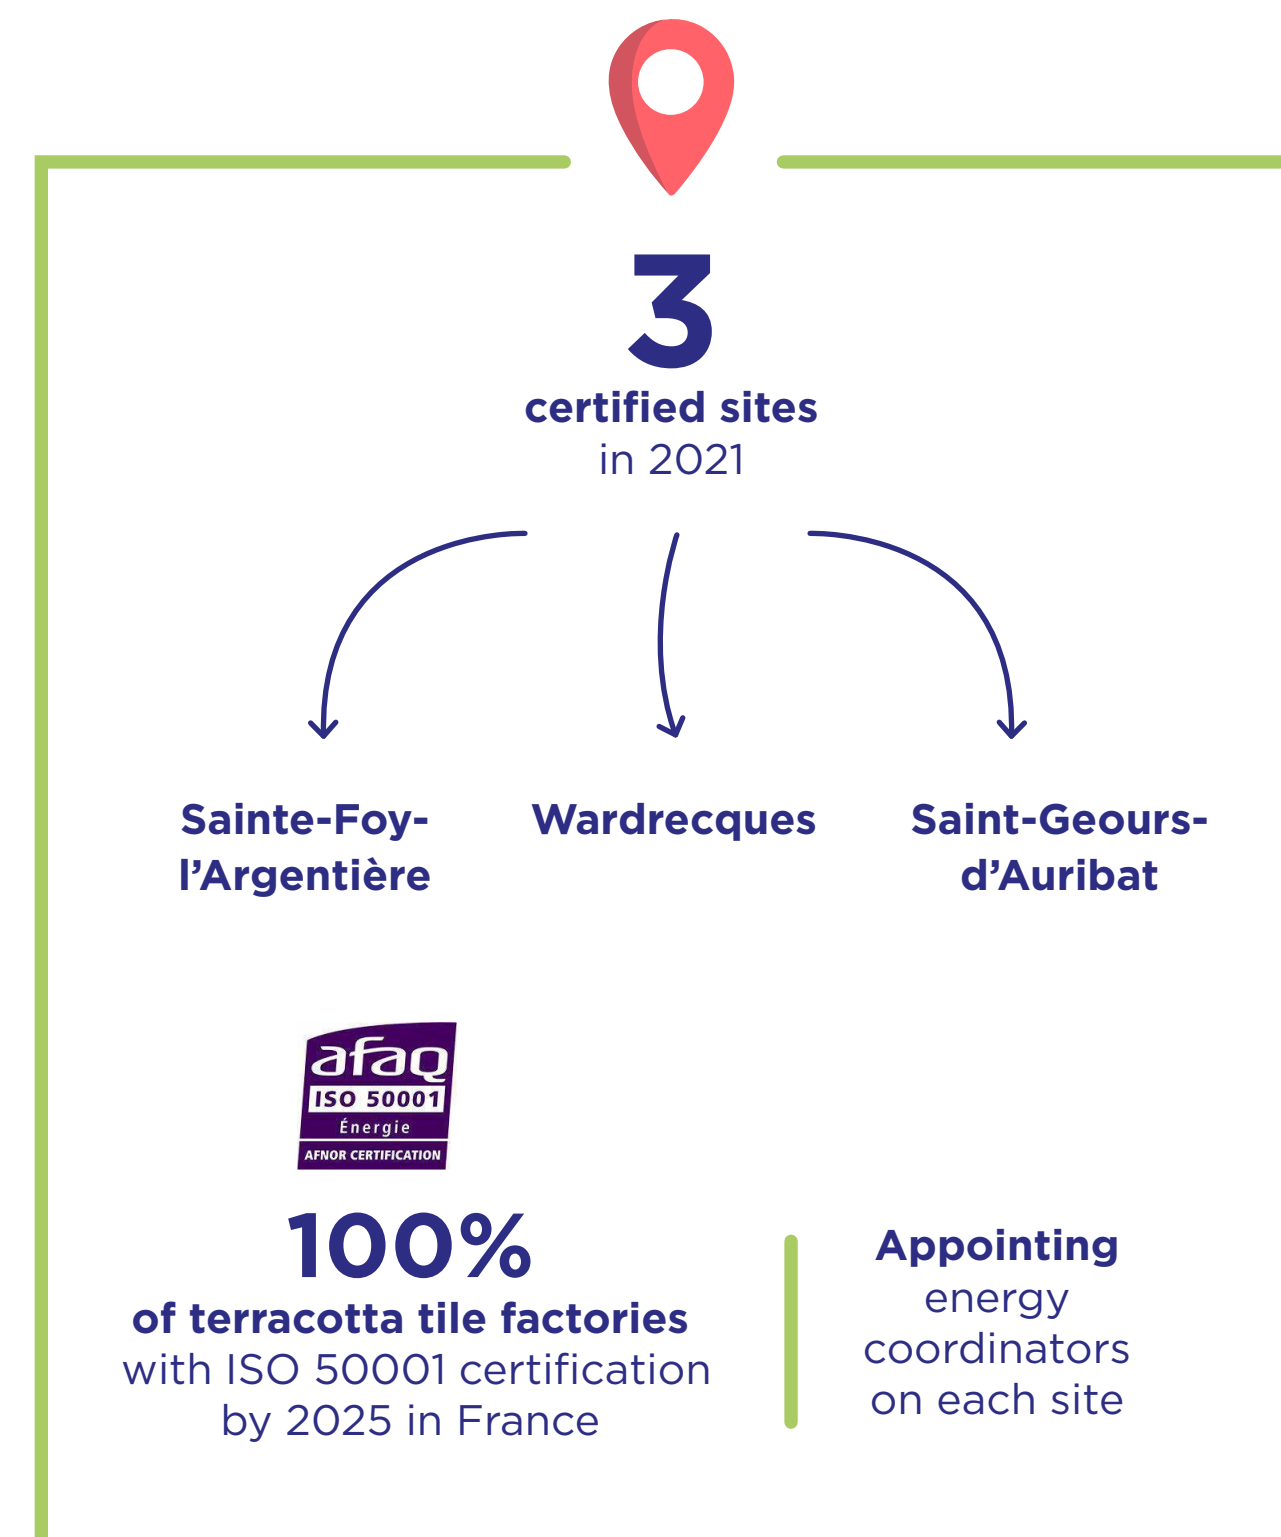 3
certified sites
in 2021
Sainte-Foy-
l’Argentière
Wardrecques
Saint-Geours-
d’Auribat
afaq
ISO 50001
Énergie
AFNOR CERTIFICATION
100%
of terracotta tile factories
with ISO 50001 certification
by 2025 in France
Appointing
energy
coordinators
on each site